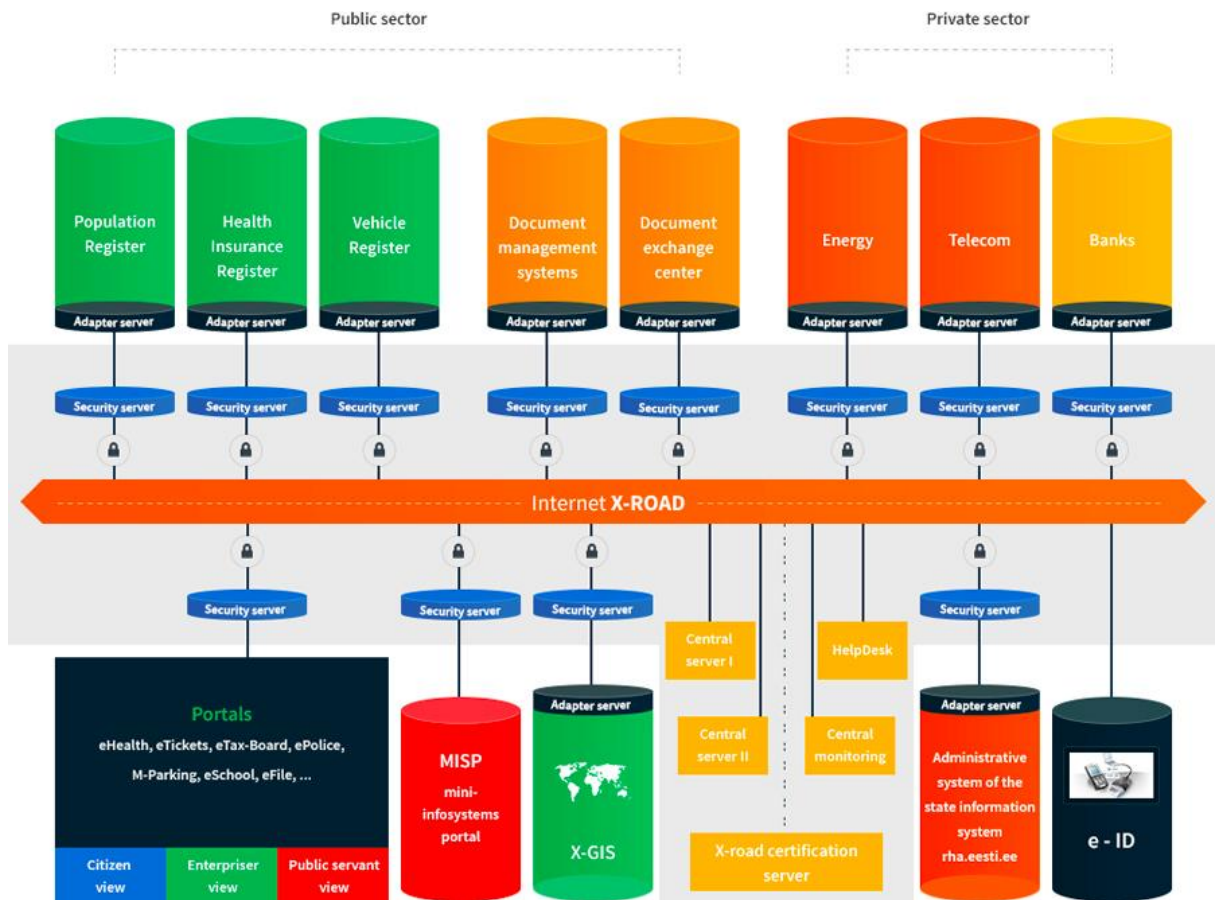 Public sector
Private sector
Population
Register
Health
Insurance
Register
Vehicle
Register
Document
management
systems
Document
exchange
center
Energy
Telecom
Banks
Adapter server
Adapter server
Adapter server
Adapter server
Adapter server
Adapter server
Adapter server
Adapter server
Security server
Security server
Security server
Security server
Security server
Security server
Security server
Security server
Internet X-ROAD
Security server
Security server
Security server
Security server
Central
server I
HelpDesk
Portals
eHealth, eTickets, eTax-Board, ePolice,
M-Parking, eSchool, eFile, ...
Citizen
view
Enterpriser
view
Public servant
view
MISP
mini-
infosystems
portal
Adapter server
X-GIS
Central
server II
Central
monitoring
X-road certification
server
Adapter server
Administrative
system of the
state information
system
rha.eesti.ee
e - ID